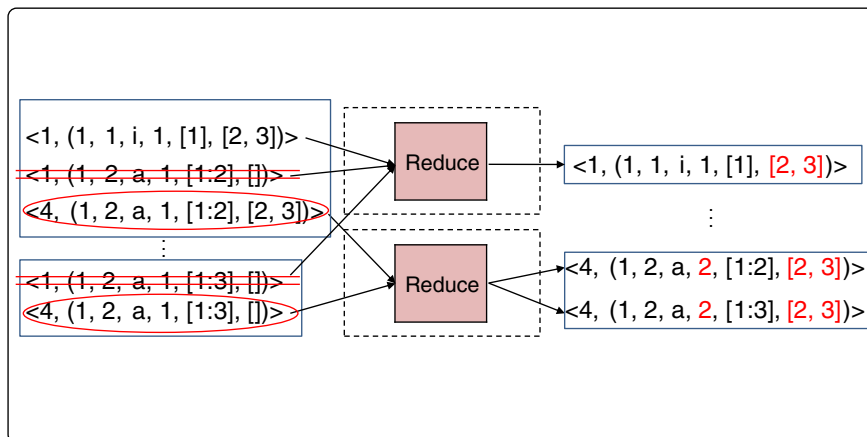 <1, (1, 1, i, 1, [1], [2, 3])>
<1, (1, 2, a, 1, [1:2], [])>
<4, (1, 2, a, 1, [1:2], [2, 3])>
<1, (1, 2, a, 1, [1:3], [])>
<4, (1, 2, a, 1, [1:3], [])>
Reduce
Reduce
<1, (1, 1, i, 1, [1], [2, 3])>
<4, (1, 2, a, 2, [1:2], [2, 3])>
<4, (1, 2, a, 2, [1:3], [2, 3])>